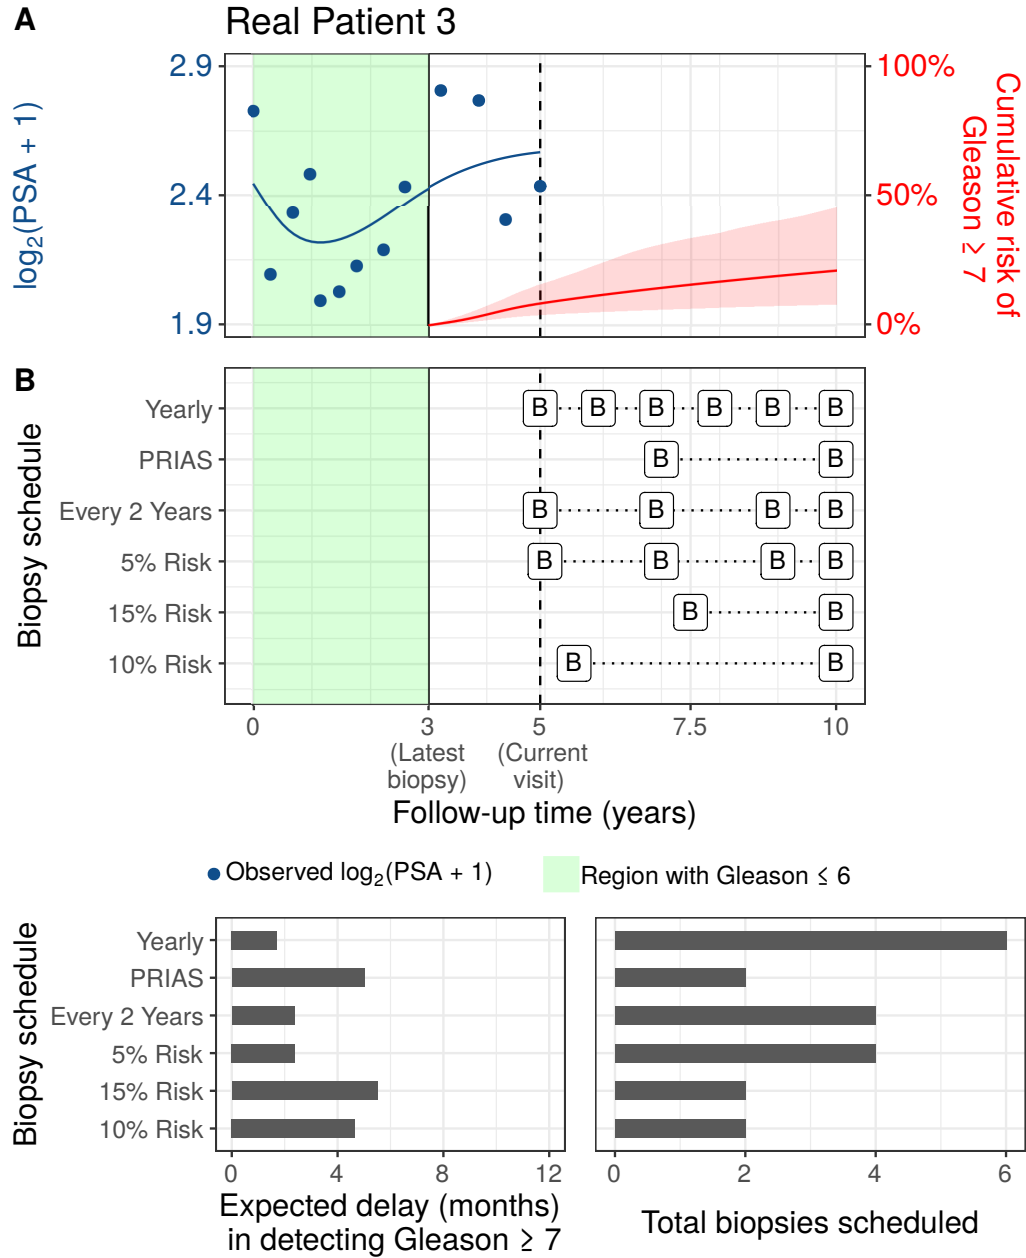 A
Real Patient 3
log₂(PSA + 1)
2.9
2.4
1.9
100%
50%
0%
Cumulative risk of
Gleason ≥ 7
B
Biopsy schedule
Yearly B B B B B B
PRIAS B B
Every 2 Years B B B B
5% Risk B B B B
15% Risk B B
10% Risk B B
0 3 5 7.5 10
(Latest (Current
biopsy) visit)
Follow-up time (years)
Observed log₂(PSA + 1) Region with Gleason ≤ 6
Biopsy schedule
Yearly
PRIAS
Every 2 Years
5% Risk
15% Risk
10% Risk
0 4 8 12 0 2 4 6
Expected delay (months)
in detecting Gleason ≥ 7
Total biopsies scheduled